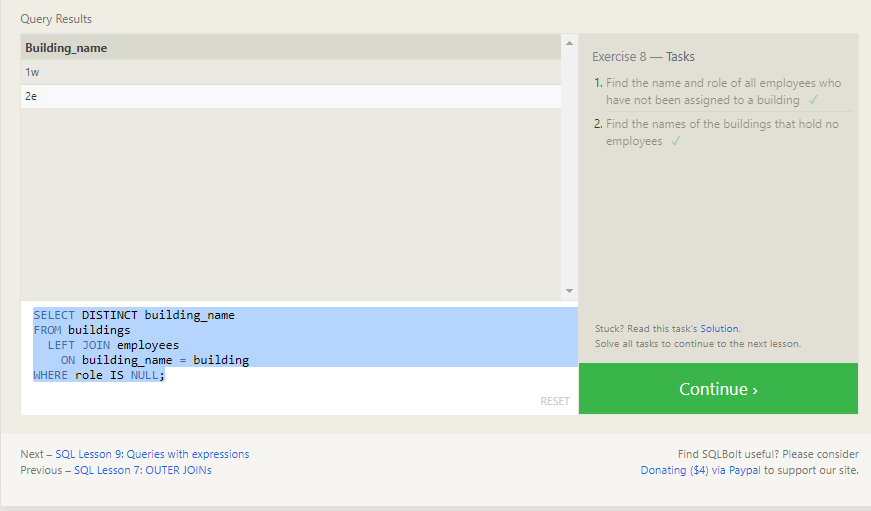 Query Results
Building_name
1w
2e
Exercise 8 — Tasks
1. Find the name and role of all employees who
have not been assigned to a building ✓
2. Find the names of the buildings that hold no
employees ✓
SELECT DISTINCT building_name
FROM buildings
LEFT JOIN employees
ON building_name = building
WHERE role IS NULL;
RESET
Stuck? Read this task's Solution.
Solve all tasks to continue to the next lesson.
Continue ›
Next – SQL Lesson 9: Queries with expressions
Previous – SQL Lesson 7: OUTER JOINs
Find SQLBolt useful? Please consider
Donating ($4) via Paypal to support our site.